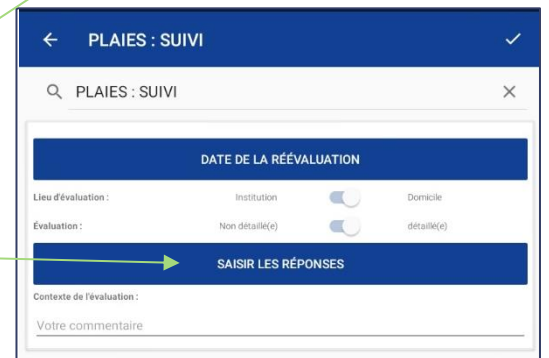 PLAIES : SUIVI
PLAIES : SUIVI
DATE DE LA RÉÉVALUATION
Lieu d'évaluation : Institution Domicile
Évaluation : Non détaillé(e) détaillé(e)
SAISIR LES RÉPONSES
Contexte de l'évaluation :
Votre commentaire